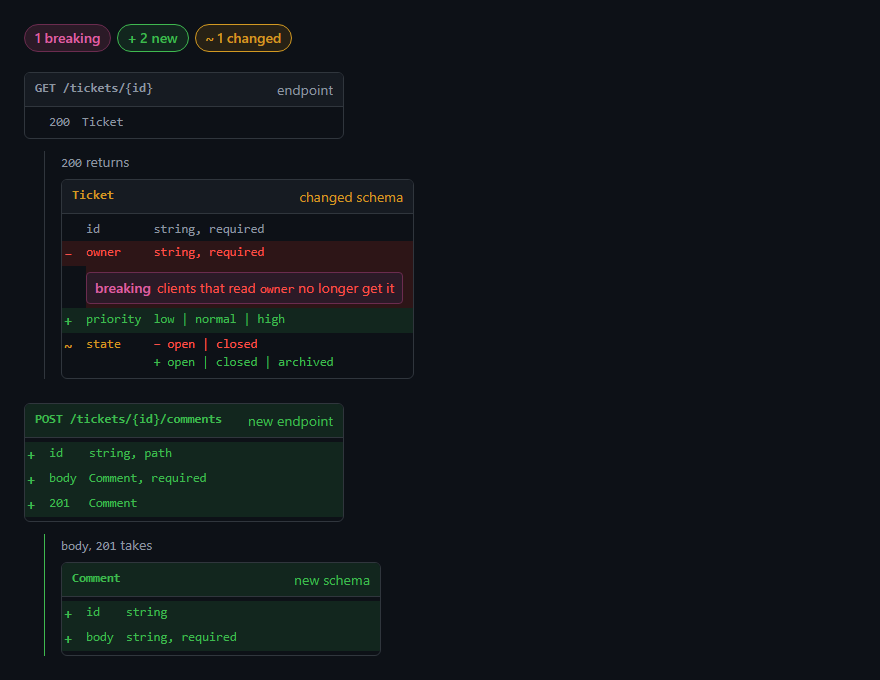 1 breaking + 2 new ~ 1 changed
GET /tickets/{id} endpoint
200 Ticket
200 returns
Ticket changed schema
id string, required
− owner string, required
breaking clients that read owner no longer get it
+ priority low | normal | high
~ state − open | closed
+ open | closed | archived
POST /tickets/{id}/comments new endpoint
+ id string, path
+ body Comment, required
+ 201 Comment
body, 201 takes
Comment new schema
+ id string
+ body string, required